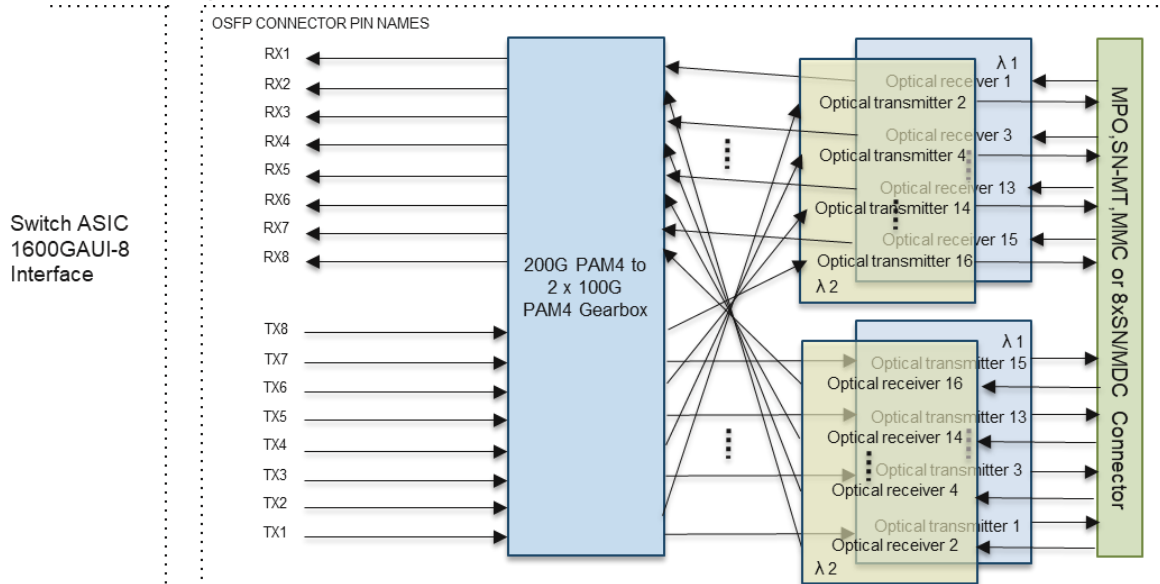 OSFP CONNECTOR PIN NAMES
RX1
RX2
RX3
RX4
RX5
RX6
RX7
RX8
TX8
TX7
TX6
TX5
TX4
TX3
TX2
TX1
Switch ASIC
1600GAUI-8
Interface
200G PAM4 to
2 x 100G
PAM4 Gearbox
λ 1
Optical receiver 1
Optical transmitter 2
Optical receiver 3
Optical transmitter 4
Optical receiver 13
Optical transmitter 14
Optical receiver 15
Optical transmitter 16
λ 2
λ 1
Optical transmitter 15
Optical receiver 16
Optical transmitter 13
Optical receiver 14
Optical transmitter 3
Optical receiver 4
Optical transmitter 1
Optical receiver 2
λ 2
MPO,SN-MT,MMC or 8xSN/MDC Connector